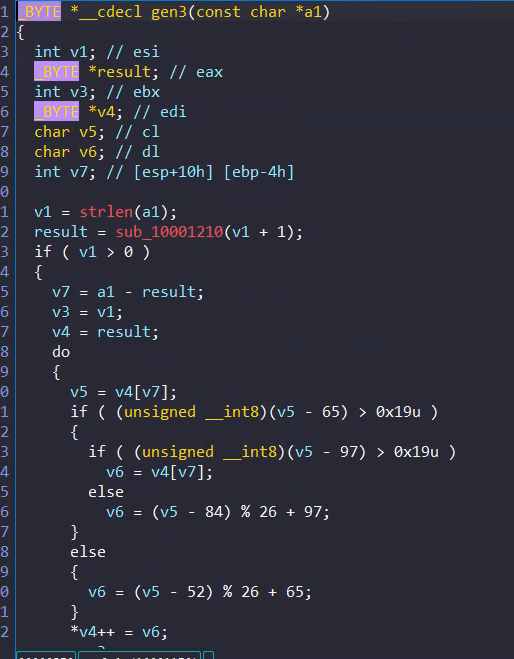 1 _BYTE *__cdecl gen3(const char *a1)
2 {
3 int v1; // esi
4 _BYTE *result; // eax
5 int v3; // ebx
6 _BYTE *v4; // edi
7 char v5; // cl
8 char v6; // dl
9 int v7; // [esp+10h] [ebp-4h]
0
1 v1 = strlen(a1);
2 result = sub_10001210(v1 + 1);
3 if ( v1 > 0 )
4 {
5 v7 = a1 - result;
6 v3 = v1;
7 v4 = result;
8 do
9 {
0 v5 = v4[v7];
1 if ( (unsigned __int8)(v5 - 65) > 0x19u )
2 {
3 if ( (unsigned __int8)(v5 - 97) > 0x19u )
4 v6 = v4[v7];
5 else
6 v6 = (v5 - 84) % 26 + 97;
7 }
8 else
9 {
0 v6 = (v5 - 52) % 26 + 65;
1 }
2 *v4++ = v6;